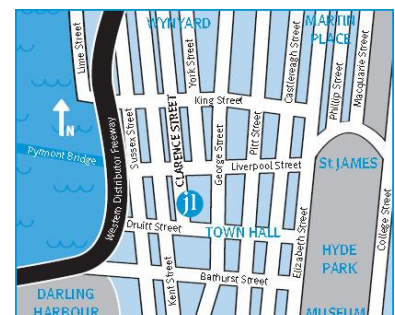 WYNYARD
MARTIN
PLACE
Lime Street
York Street
Castlereagh Street
Phillip Street
Macquarie Street
King Street
CLARENCE STREET
Sussex Street
George Street
Pitt Street
N
Pymont Bridge
Western Distributor Freeway
Liverpool Street
St JAMES
jl
Druitt Street
TOWN HALL
Elizabeth Street
College Street
HYDE
PARK
Kent Street
Bathurst Street
DARLING
HARBOUR
MUSEUM